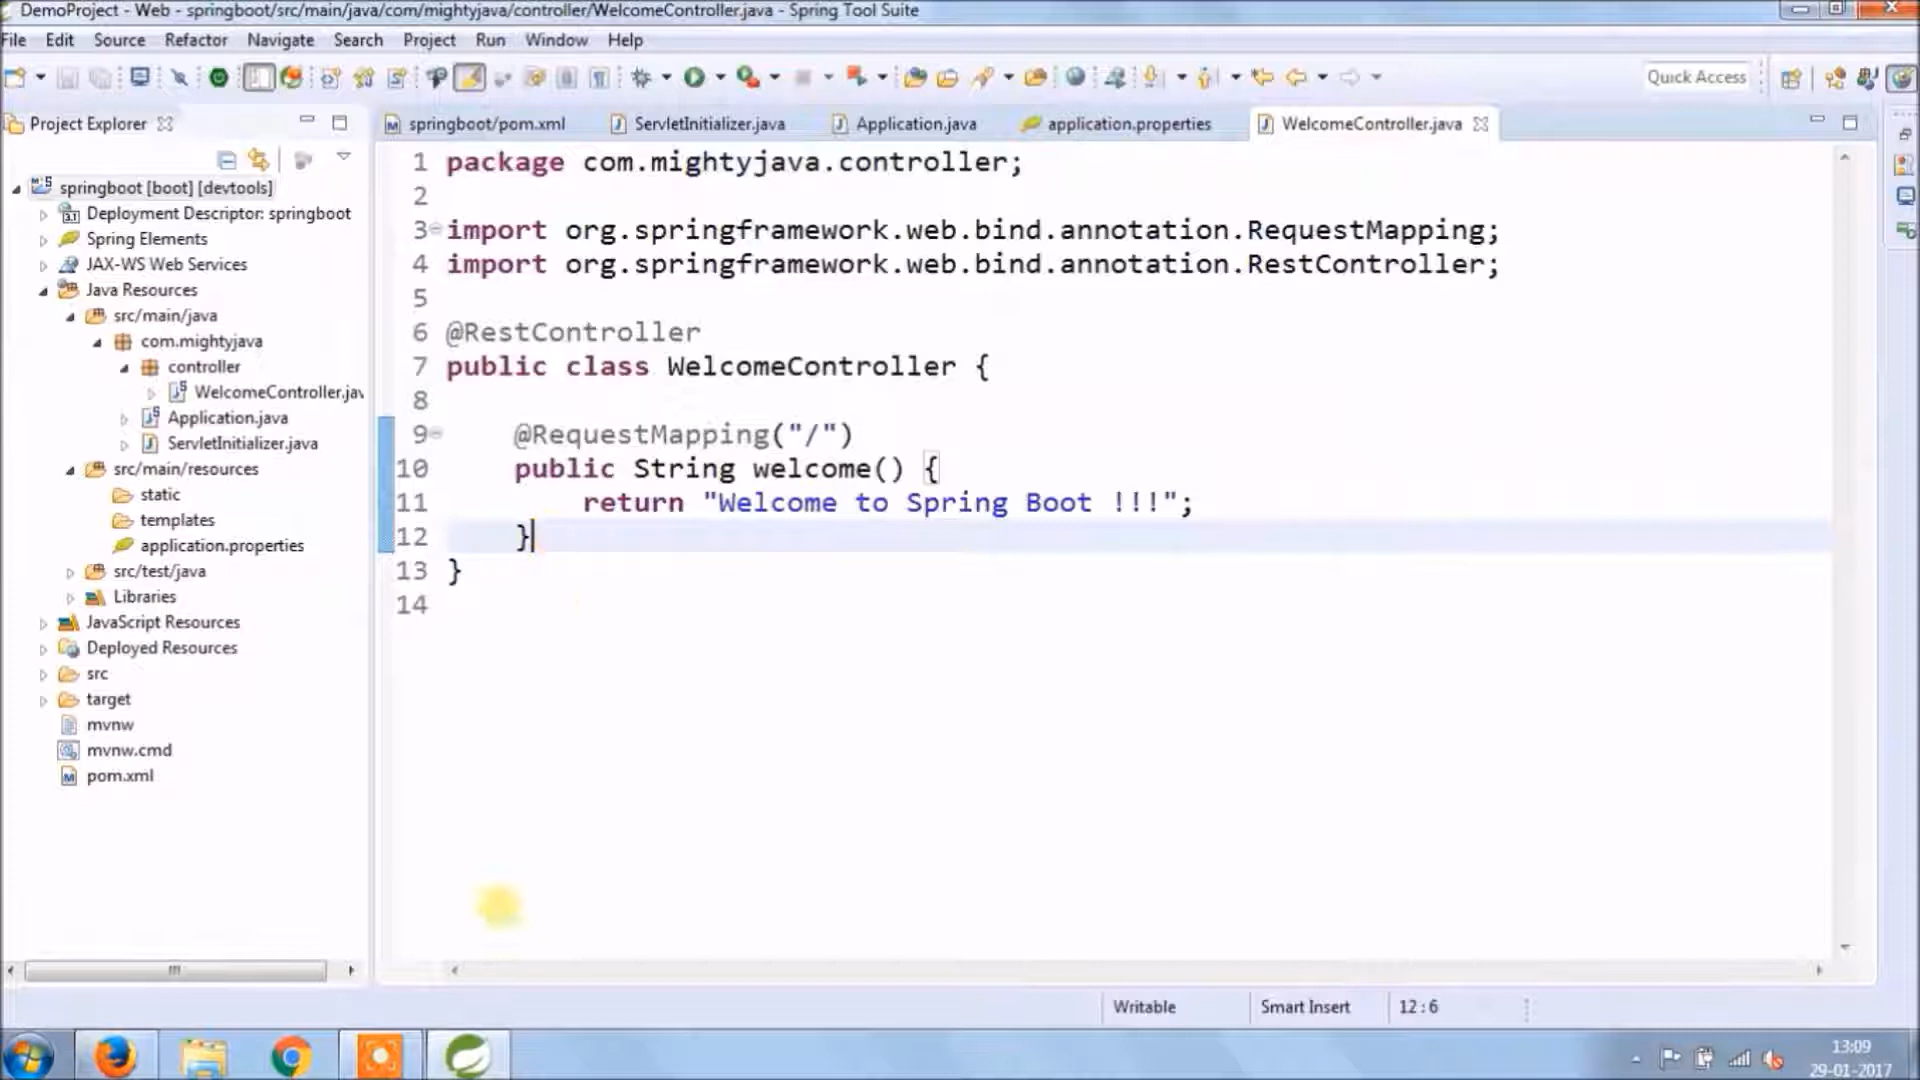 DemoProject - Web - springboot/src/main/java/com/mightyjava/controller/WelcomeController.java - Spring Tool Suite
File Edit Source Refactor Navigate Search Project Run Window Help
Quick Access
Project Explorer
springboot/pom.xml ServletInitializer.java Application.java application.properties WelcomeController.java
springboot [boot] [devtools]
Deployment Descriptor: springboot
Spring Elements
JAX-WS Web Services
Java Resources
src/main/java
com.mightyjava
controller
WelcomeController.jav
Application.java
ServletInitializer.java
src/main/resources
static
templates
application.properties
src/test/java
Libraries
JavaScript Resources
Deployed Resources
src
target
mvnw
mvnw.cmd
pom.xml
1 package com.mightyjava.controller;
2
3 import org.springframework.web.bind.annotation.RequestMapping;
4 import org.springframework.web.bind.annotation.RestController;
5
6 @RestController
7 public class WelcomeController {
8
9 @RequestMapping("/")
10 public String welcome() {
11 return "Welcome to Spring Boot !!!";
12 }
13 }
14
Writable Smart Insert 12 : 6
13:09
29-01-2017